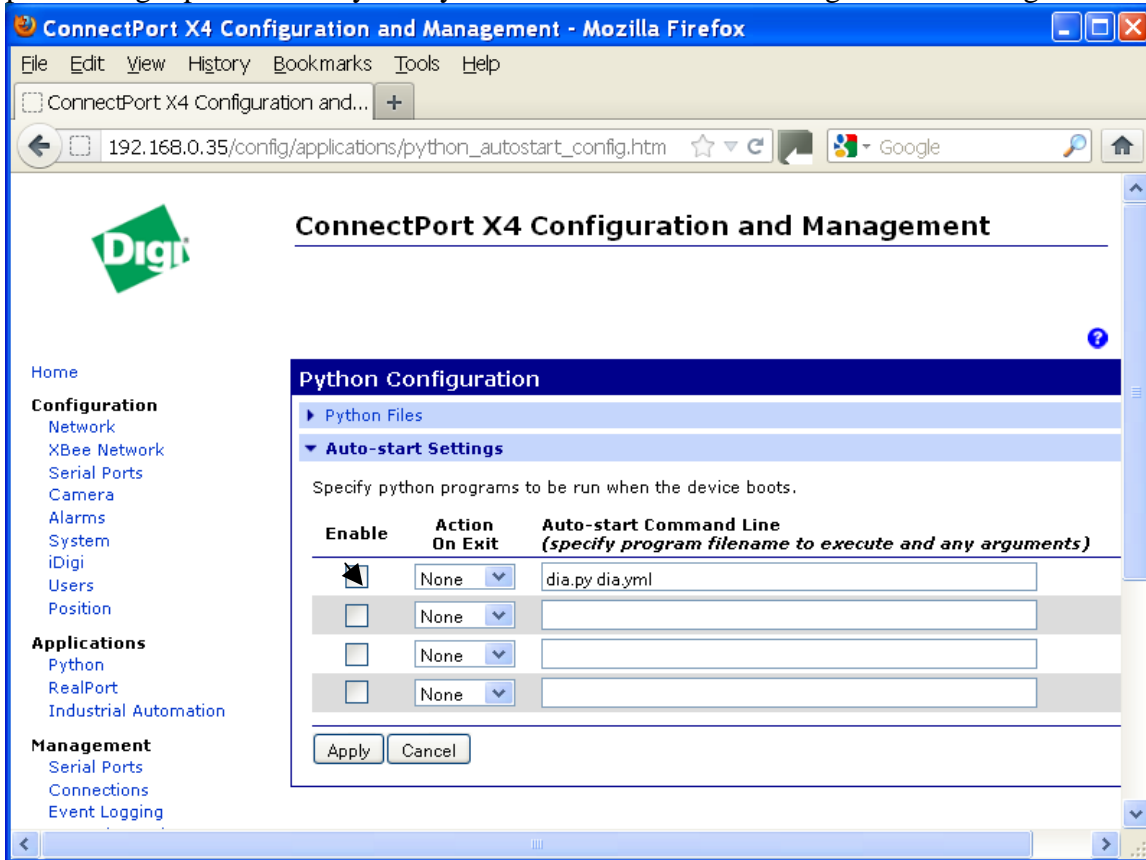 ConnectPort X4 Configuration and Management - Mozilla Firefox
File Edit View History Bookmarks Tools Help
ConnectPort X4 Configuration and... +
192.168.0.35/config/applications/python_autostart_config.htm Google
Digi
ConnectPort X4 Configuration and Management
?
Home
Configuration
Network
XBee Network
Serial Ports
Camera
Alarms
System
iDigi
Users
Position
Applications
Python
RealPort
Industrial Automation
Management
Serial Ports
Connections
Event Logging
Python Configuration
Python Files
Auto-start Settings
Specify python programs to be run when the device boots.
Enable Action On Exit Auto-start Command Line
(specify program filename to execute and any arguments)
None dia.py dia.yml
None
None
None
Apply Cancel